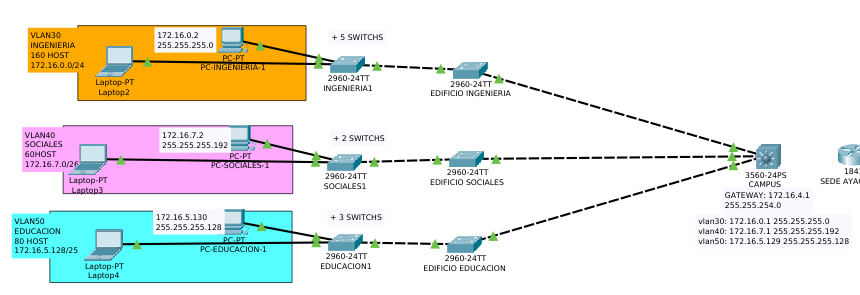 VLAN30
INGENIERIA
160 HOST
172.16.0.0/24
172.16.0.2
255.255.255.0
PC-PT
PC-INGENIERIA-1
Laptop-PT
Laptop2
+ 5 SWITCHS
2960-24TT
INGENIERIA1
2960-24TT
EDIFICIO INGENIERIA
VLAN40
SOCIALES
60HOST
172.16.7.0/26
172.16.7.2
255.255.255.192
PC-PT
PC-SOCIALES-1
Laptop-PT
Laptop3
+ 2 SWITCHS
2960-24TT
SOCIALES1
2960-24TT
EDIFICIO SOCIALES
3560-24PS
CAMPUS
GATEWAY: 172.16.4.1
255.255.254.0
vlan30: 172.16.0.1 255.255.255.0
vlan40: 172.16.7.1 255.255.255.192
vlan50: 172.16.5.129 255.255.255.128
184
SEDE AYA
VLAN50
EDUCACION
80 HOST
172.16.5.128/25
172.16.5.130
255.255.255.128
PC-PT
PC-EDUCACION-1
Laptop-PT
Laptop4
+ 3 SWITCHS
2960-24TT
EDUCACION1
2960-24TT
EDIFICIO EDUCACION